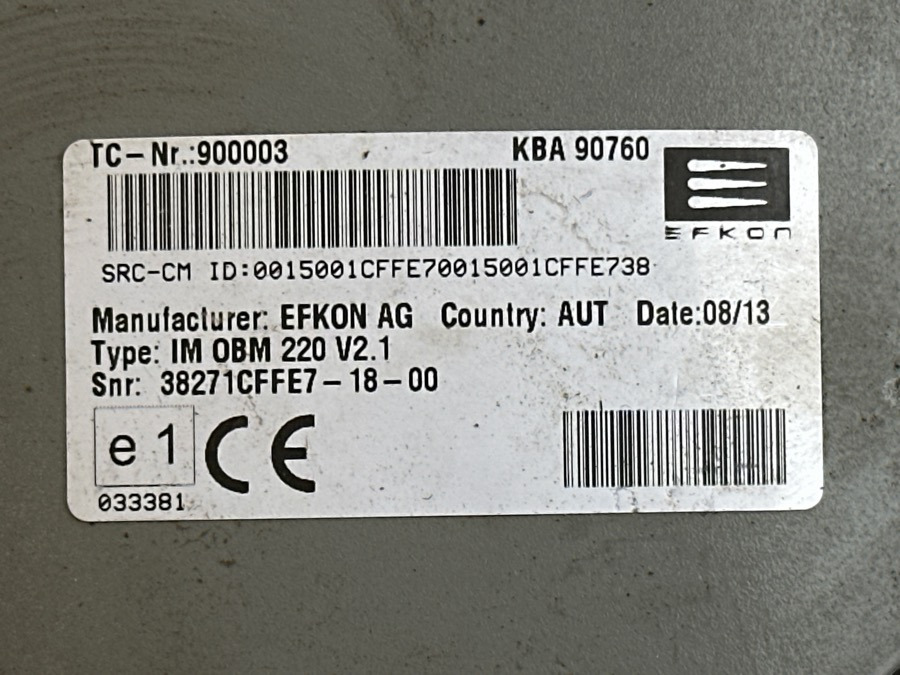 TC-Nr.:900003 KBA 90760
EFKON
SRC-CM ID:0015001CFFE70015001CFFE738
Manufacturer: EFKON AG Country: AUT Date:08/13
Type: IM OBM 220 V2.1
Snr: 38271CFFE7-18-00
e 1 CE
033381